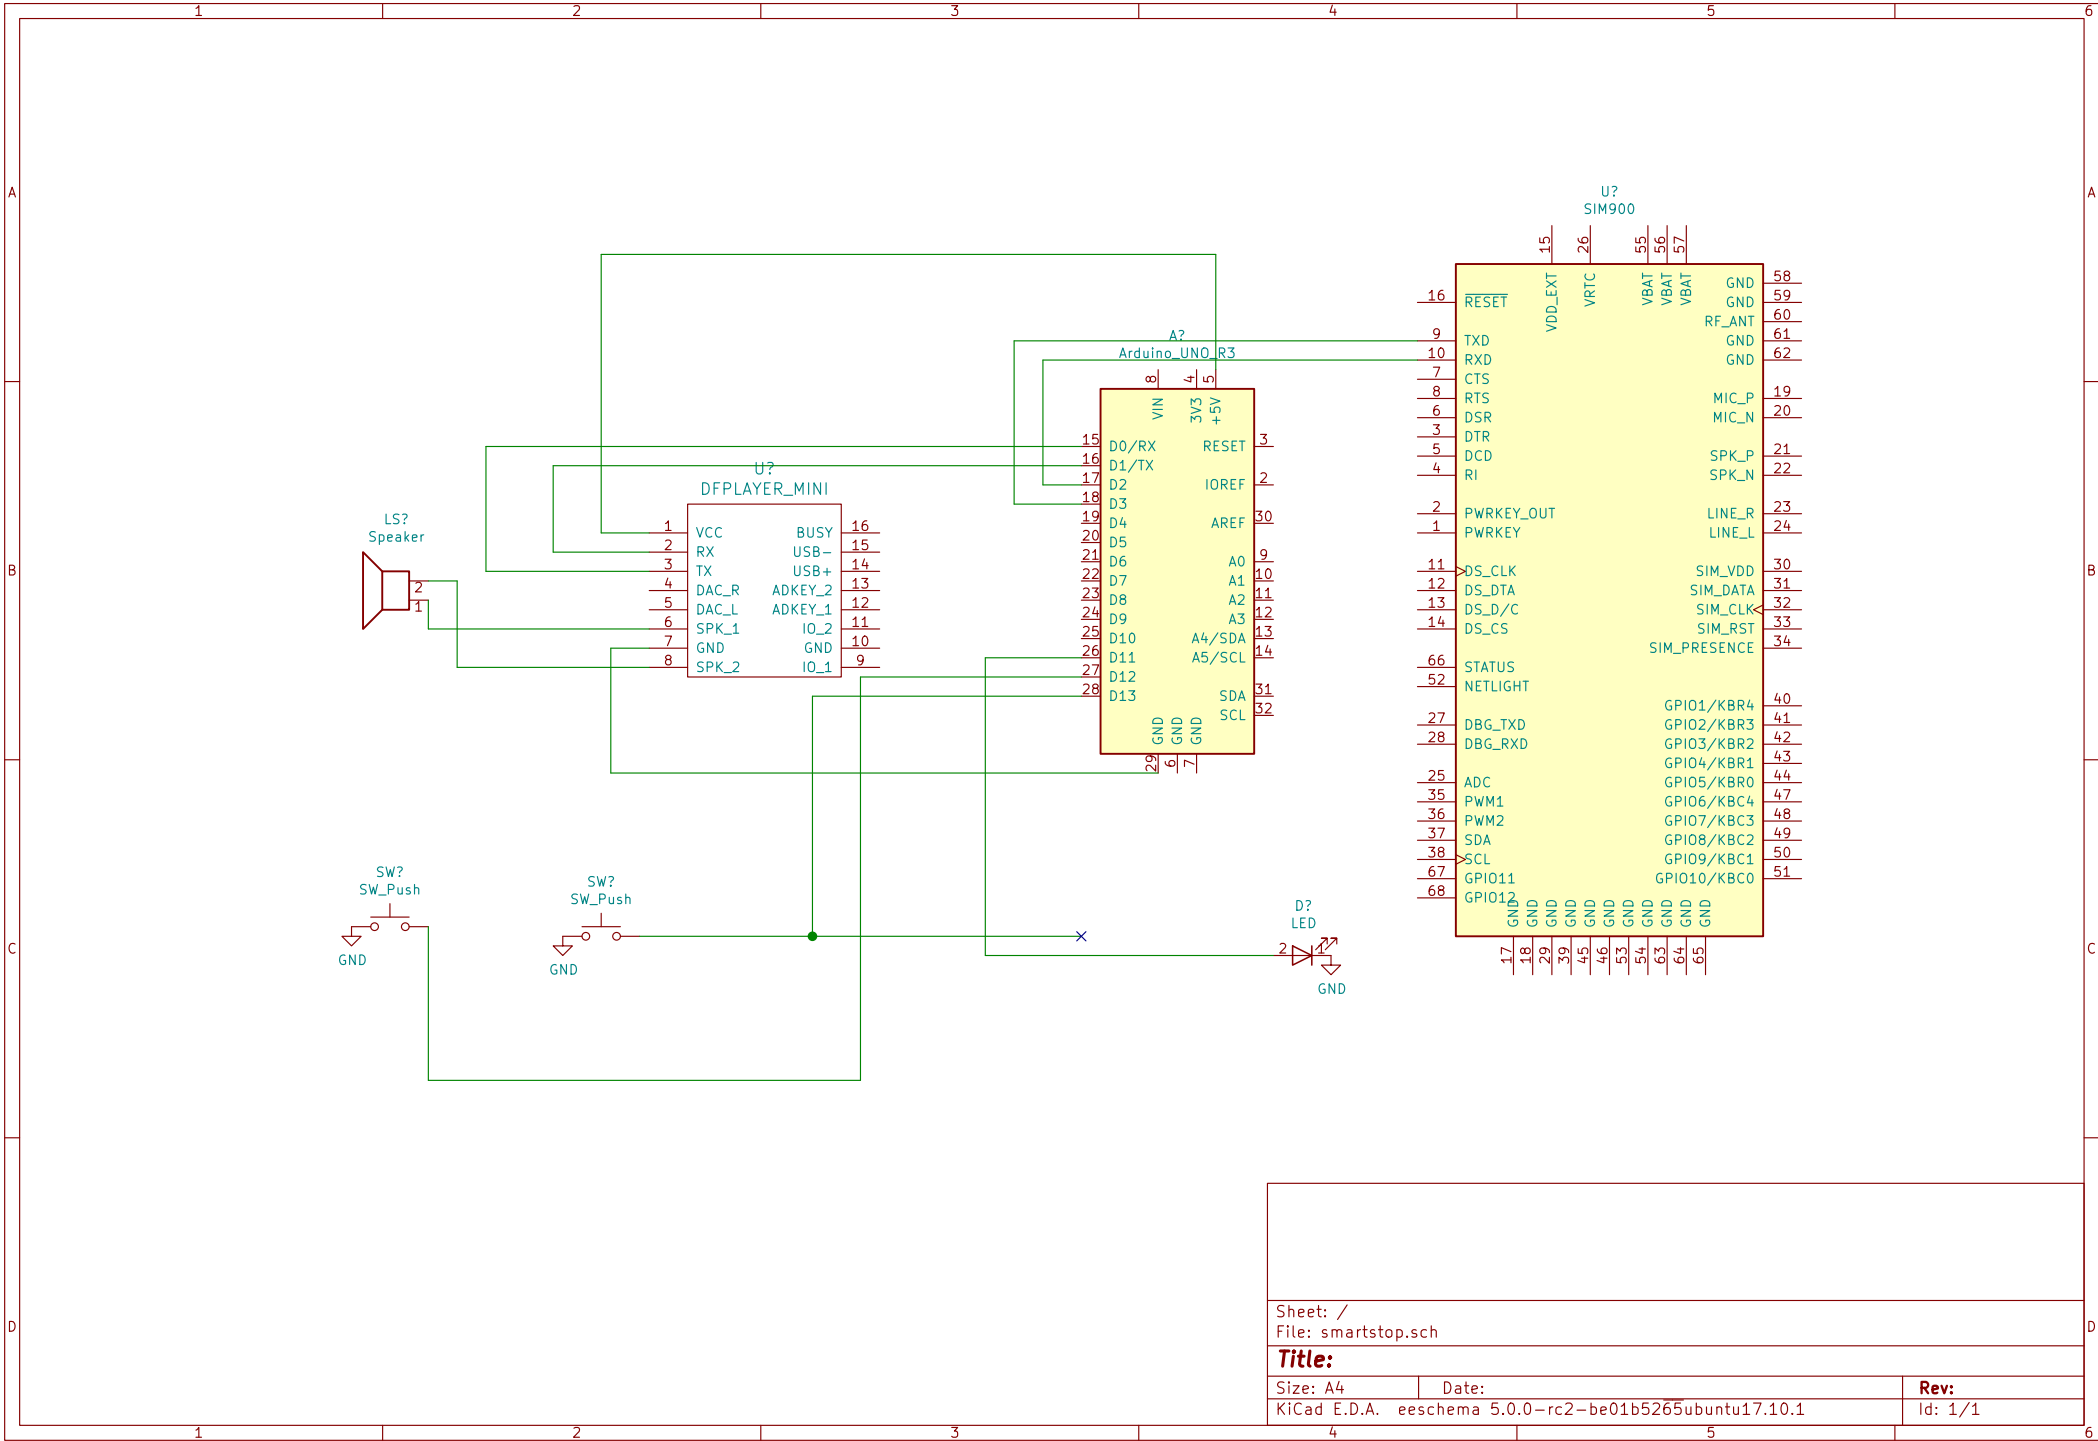 1 2 3 4 5 6
A
B
C
D
A
B
C
D
1 2 3 4 5 6
U?
SIM900
15 VDD_EXT
26 VRTC
55 VBAT
56 VBAT
57 VBAT
16 RESET
9 TXD
10 RXD
7 CTS
8 RTS
6 DSR
3 DTR
5 DCD
4 RI
2 PWRKEY_OUT
1 PWRKEY
11 DS_CLK
12 DS_DTA
13 DS_D/C
14 DS_CS
66 STATUS
52 NETLIGHT
27 DBG_TXD
28 DBG_RXD
25 ADC
35 PWM1
36 PWM2
37 SDA
38 SCL
67 GPIO11
68 GPIO12
GND 58
GND 59
RF_ANT 60
GND 61
GND 62
MIC_P 19
MIC_N 20
SPK_P 21
SPK_N 22
LINE_R 23
LINE_L 24
SIM_VDD 30
SIM_DATA 31
SIM_CLK 32
SIM_RST 33
SIM_PRESENCE 34
GPIO1/KBR4 40
GPIO2/KBR3 41
GPIO3/KBR2 42
GPIO4/KBR1 43
GPIO5/KBR0 44
GPIO6/KBC4 47
GPIO7/KBC3 48
GPIO8/KBC2 49
GPIO9/KBC1 50
GPIO10/KBC0 51
GND 17
GND 18
GND 29
GND 39
GND 45
GND 46
GND 53
GND 54
GND 63
GND 64
GND 65
A?
Arduino_UNO_R3
8 VIN
4 3V3
5 +5V
15 D0/RX
16 D1/TX
17 D2
18 D3
19 D4
20 D5
21 D6
22 D7
23 D8
24 D9
25 D10
26 D11
27 D12
28 D13
RESET 3
IOREF 2
AREF 30
A0 9
A1 10
A2 11
A3 12
A4/SDA 13
A5/SCL 14
SDA 31
SCL 32
GND 29
GND 6
GND 7
U?
DFPLAYER_MINI
1 VCC
2 RX
3 TX
4 DAC_R
5 DAC_L
6 SPK_1
7 GND
8 SPK_2
BUSY 16
USB- 15
USB+ 14
ADKEY_2 13
ADKEY_1 12
IO_2 11
GND 10
IO_1 9
LS?
Speaker
2
1
SW?
SW_Push
GND
SW?
SW_Push
GND
D?
LED
2 1
GND
Sheet: /
File: smartstop.sch
Title:
Size: A4 Date: Rev:
KiCad E.D.A. eeschema 5.0.0-rc2-be01b5265ubuntu17.10.1 Id: 1/1